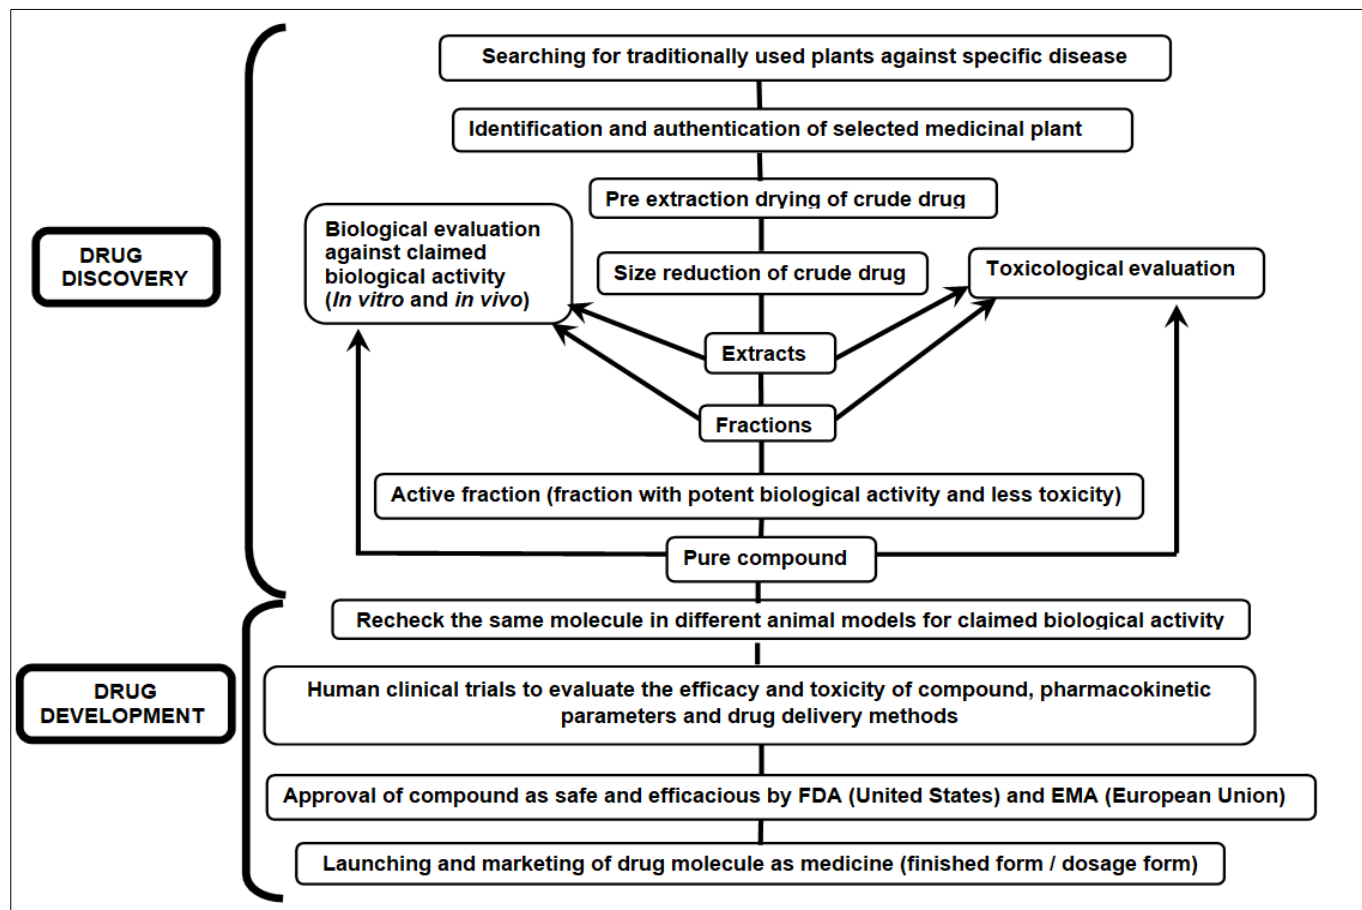 Searching for traditionally used plants against specific disease
Identification and authentication of selected medicinal plant
Pre extraction drying of crude drug
Biological evaluation
against claimed
biological activity
(In vitro and in vivo)
DRUG
DISCOVERY
Size reduction of crude drug
Toxicological evaluation
Extracts
Fractions
Active fraction (fraction with potent biological activity and less toxicity)
Pure compound
Recheck the same molecule in different animal models for claimed biological activity
Human clinical trials to evaluate the efficacy and toxicity of compound, pharmacokinetic
parameters and drug delivery methods
DRUG
DEVELOPMENT
Approval of compound as safe and efficacious by FDA (United States) and EMA (European Union)
Launching and marketing of drug molecule as medicine (finished form / dosage form)